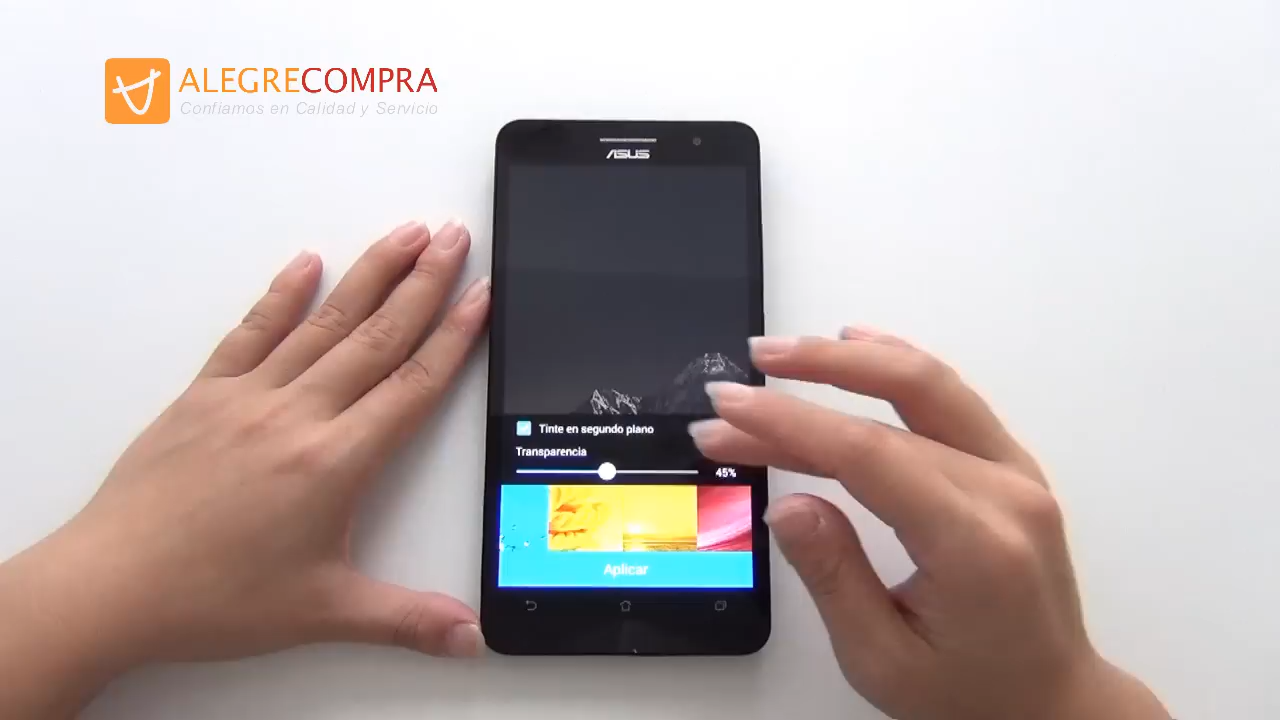 ALEGRECOMPRA
Confiamos en Calidad y Servicio
ASUS
Tinte en segundo plano
Transparencia
45%
Aplicar